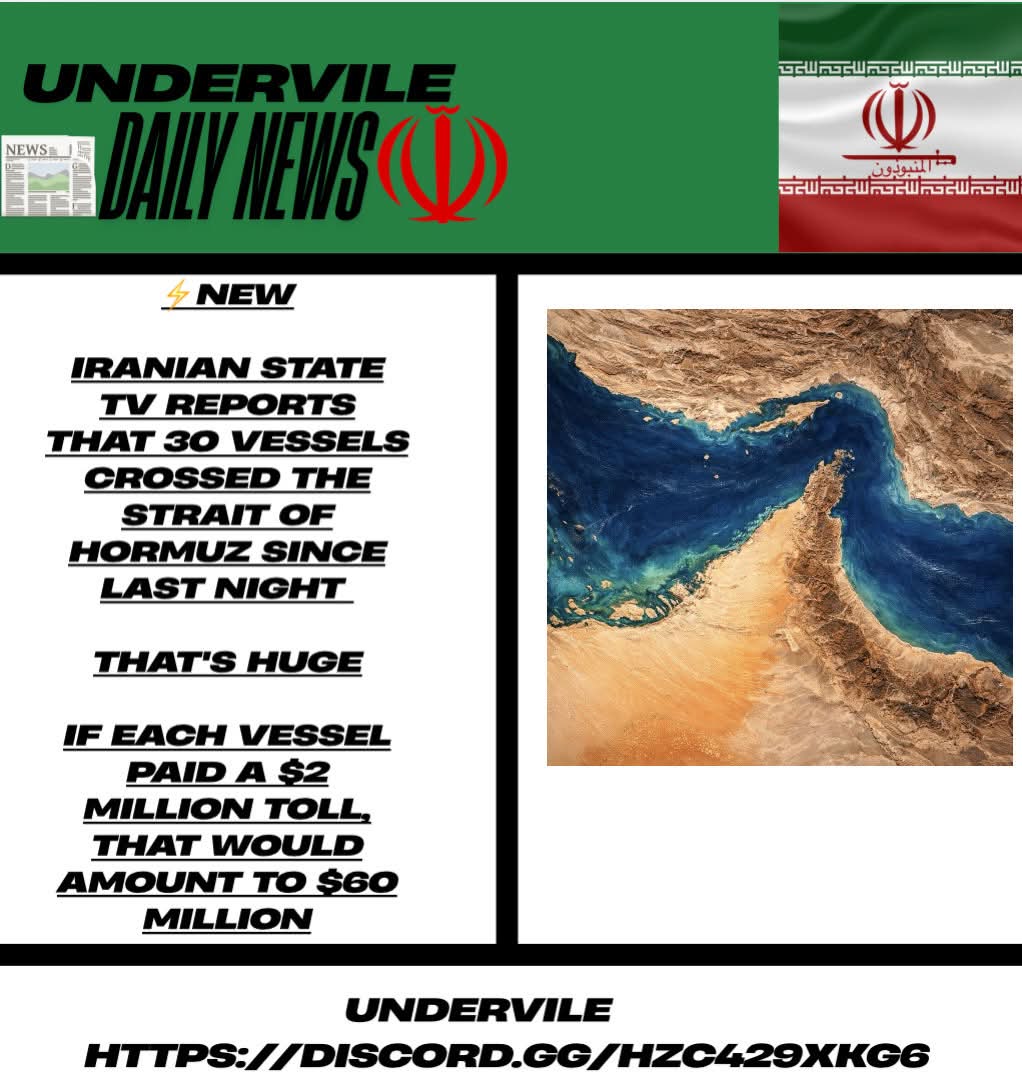 UNDERVILE
DAILY NEWS
NEWS
المنبوذون
⚡NEW
IRANIAN STATE
TV REPORTS
THAT 30 VESSELS
CROSSED THE
STRAIT OF
HORMUZ SINCE
LAST NIGHT
THAT'S HUGE
IF EACH VESSEL
PAID A $2
MILLION TOLL,
THAT WOULD
AMOUNT TO $60
MILLION
UNDERVILE
HTTPS://DISCORD.GG/HZC429XKG6